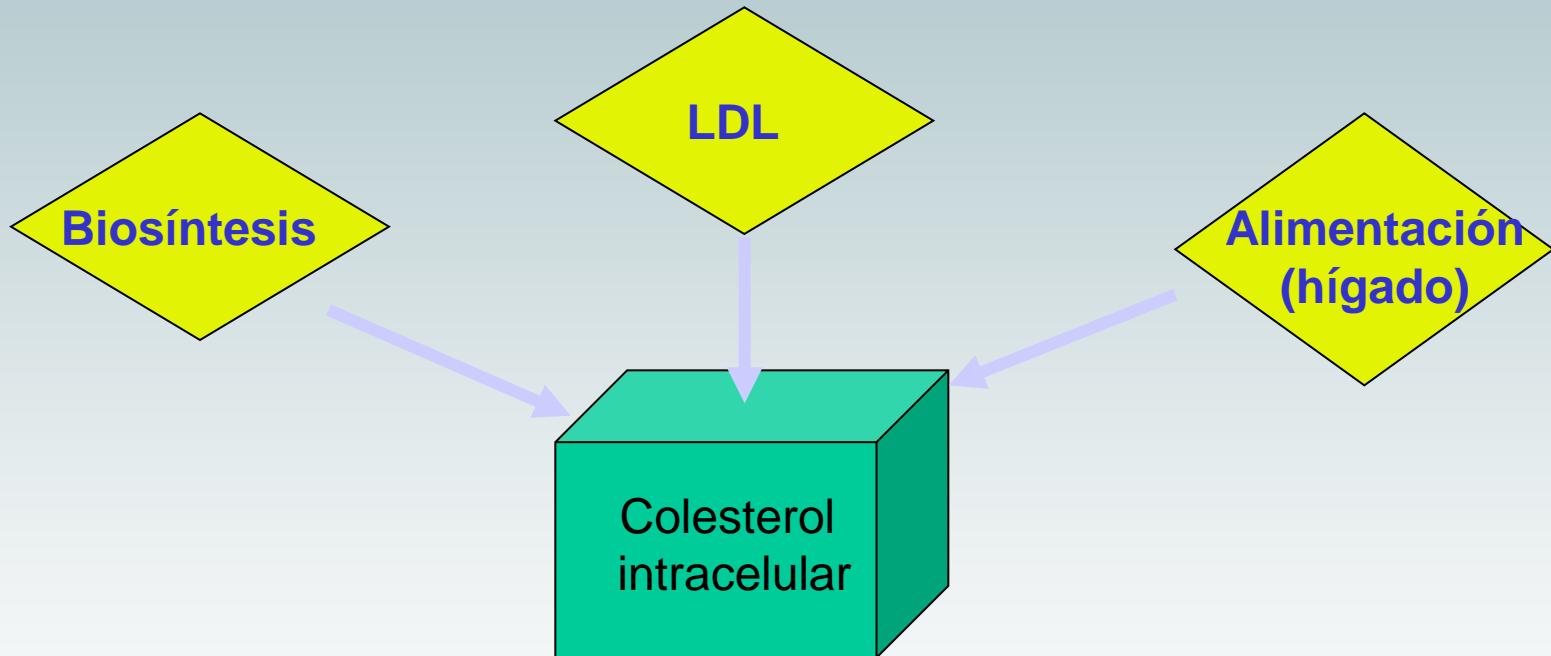 LDL
Biosíntesis
Alimentación
(hígado)
Colesterol
intracelular